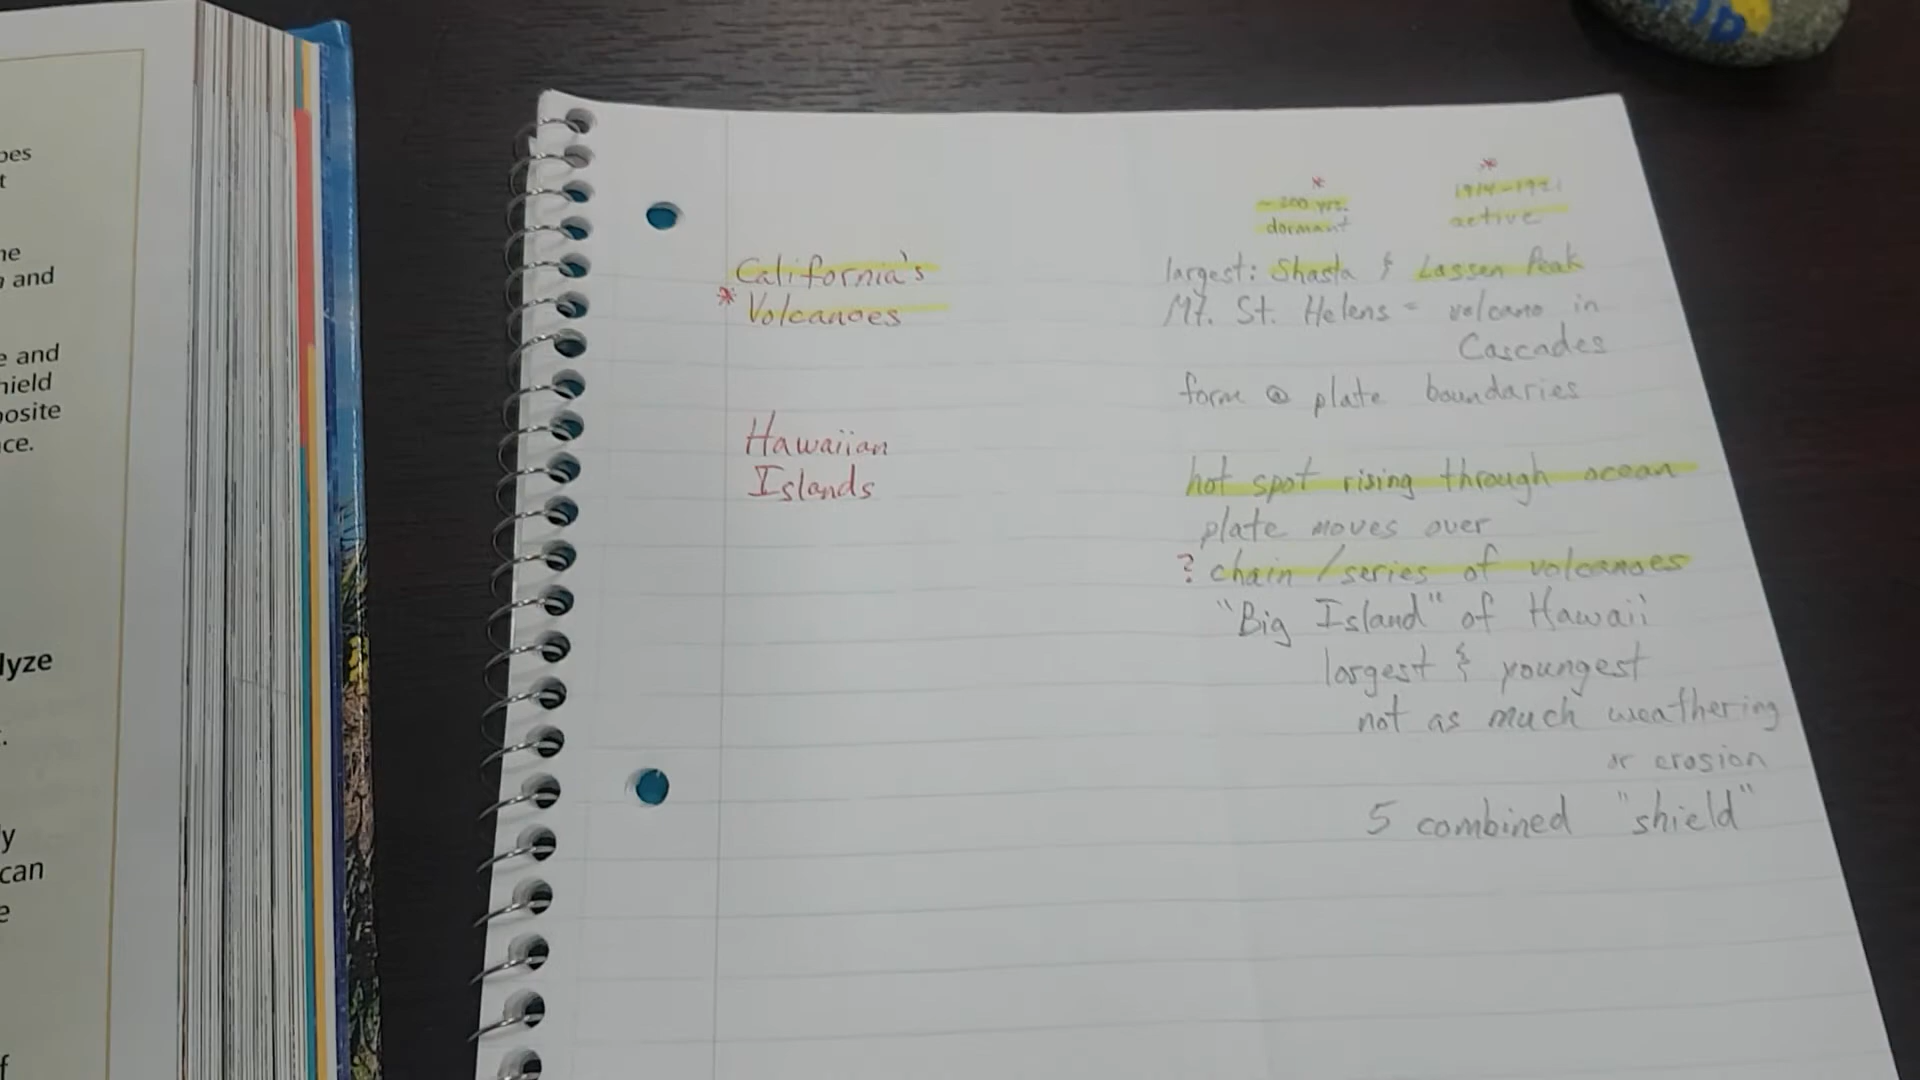 pes
t
he
and
e and
hield
posite
ce.
lyze
.
ly
can
e
f
* *
~200 yrs. 1914-1921
dormant active
California's
* Volcanoes
largest: Shasta & Lassen Peak
Mt. St. Helens = volcano in
Cascades
form @ plate boundaries
Hawaiian
Islands
hot spot rising through ocean
plate moves over
? chain / series of volcanoes
"Big Island" of Hawaii
largest & youngest
not as much weathering
or erosion
5 combined "shield"